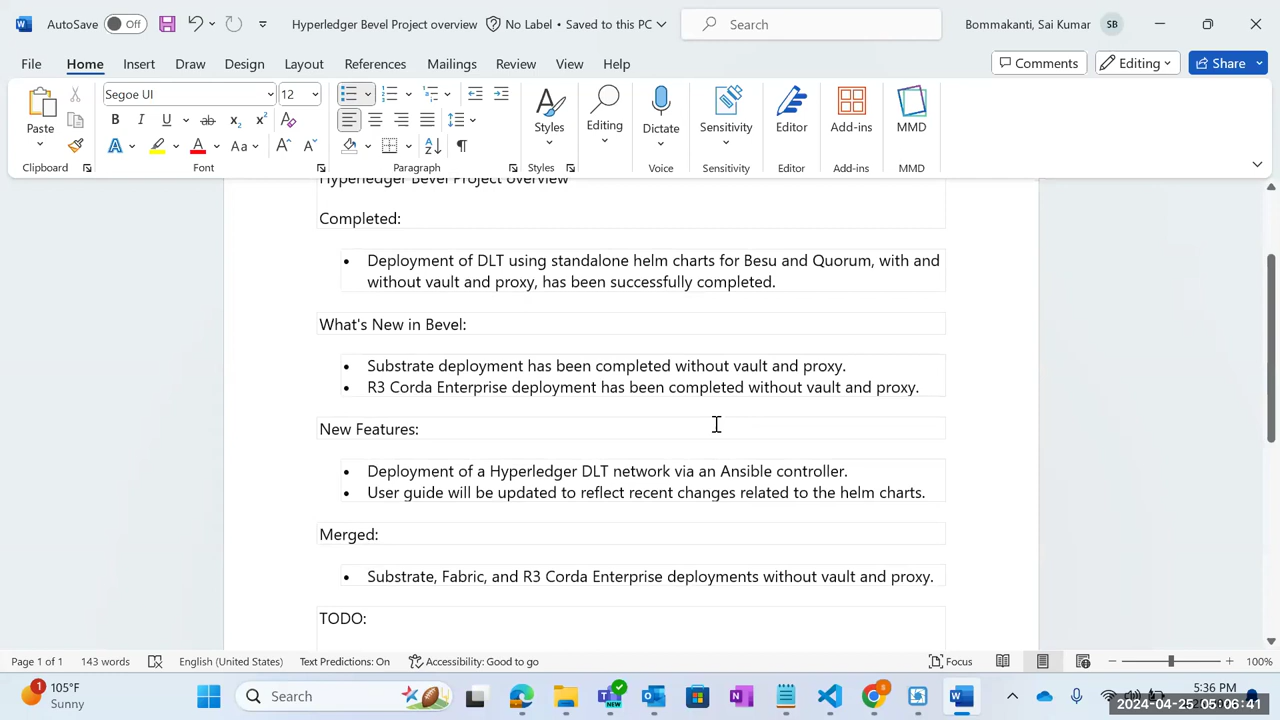 AutoSave Off Hyperledger Bevel Project overview No Label • Saved to this PC Search Bommakanti, Sai Kumar SB
File Home Insert Draw Design Layout References Mailings Review View Help Comments Editing Share
Segoe UI 12
Paste Styles Editing Dictate Sensitivity Editor Add-ins MMD
Clipboard Font Paragraph Styles Voice Sensitivity Editor Add-ins MMD
Hyperledger Bevel Project overview
Completed:
• Deployment of DLT using standalone helm charts for Besu and Quorum, with and
without vault and proxy, has been successfully completed.
What's New in Bevel:
• Substrate deployment has been completed without vault and proxy.
• R3 Corda Enterprise deployment has been completed without vault and proxy.
New Features:
• Deployment of a Hyperledger DLT network via an Ansible controller.
• User guide will be updated to reflect recent changes related to the helm charts.
Merged:
• Substrate, Fabric, and R3 Corda Enterprise deployments without vault and proxy.
TODO:
Page 1 of 1 143 words English (United States) Text Predictions: On Accessibility: Good to go Focus 100%
105°F
Sunny
Search
5:36 PM
2024-04-25 05:06:41